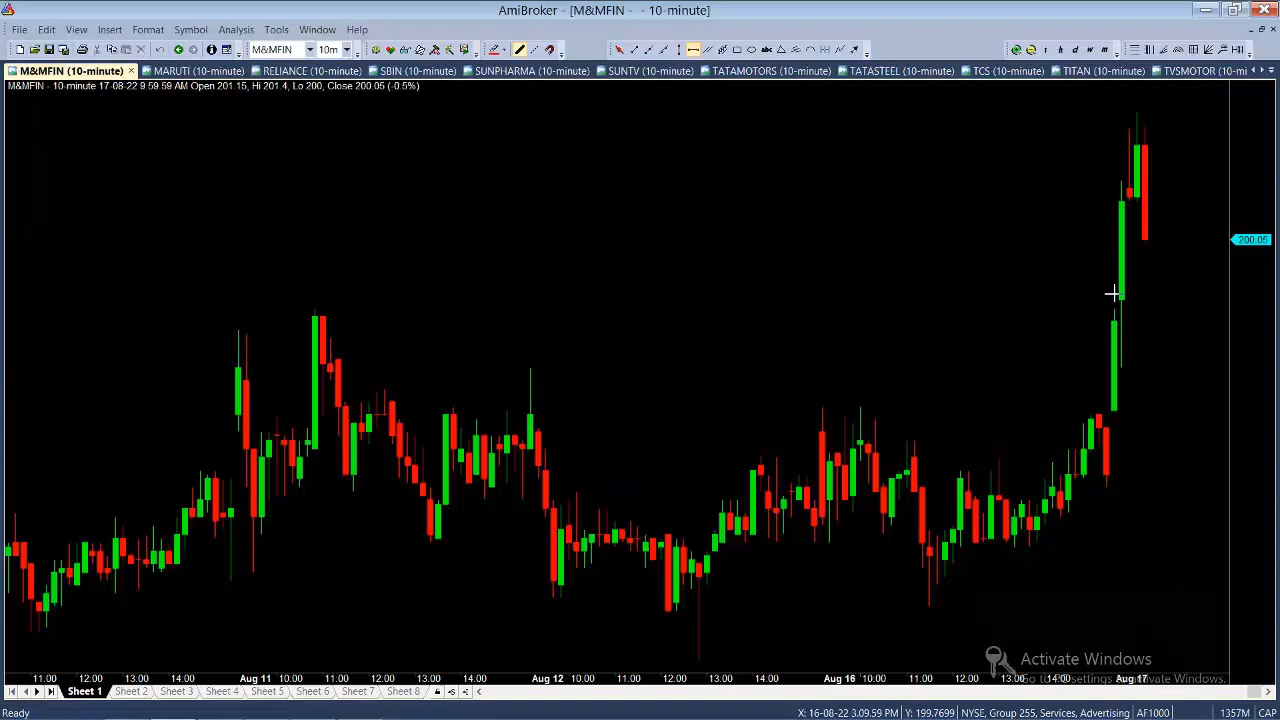 AmiBroker - [M&MFIN - - 10-minute]
File Edit View Insert Format Symbol Analysis Tools Window Help
M&MFIN 10m i d w m
M&MFIN (10-minute) MARUTI (10-minute) RELIANCE (10-minute) SBIN (10-minute) SUNPHARMA (10-minute) SUNTV (10-minute) TATAMOTORS (10-minute) TATASTEEL (10-minute) TCS (10-minute) TITAN (10-minute) TVSMOTOR (10-mi
M&MFIN - 10-minute 17-08-22 9:59:59 AM Open 201.15, Hi 201.4, Lo 200, Close 200.05 (-0.5%)
200.05
Activate Windows
Go to settings Activate Windows.
11:00 12:00 13:00 14:00 Aug 11 10:00 11:00 12:00 13:00 14:00 Aug 12 10:00 11:00 12:00 13:00 14:00 Aug 16 10:00 11:00 12:00 13:00 14:00 Aug 17
Sheet 1 Sheet 2 Sheet 3 Sheet 4 Sheet 5 Sheet 6 Sheet 7 Sheet 8
Ready X: 16-08-22 3:09:59 PM Y: 199.7699 NYSE, Group 255, Services, Advertising AF1000 1357M CAP